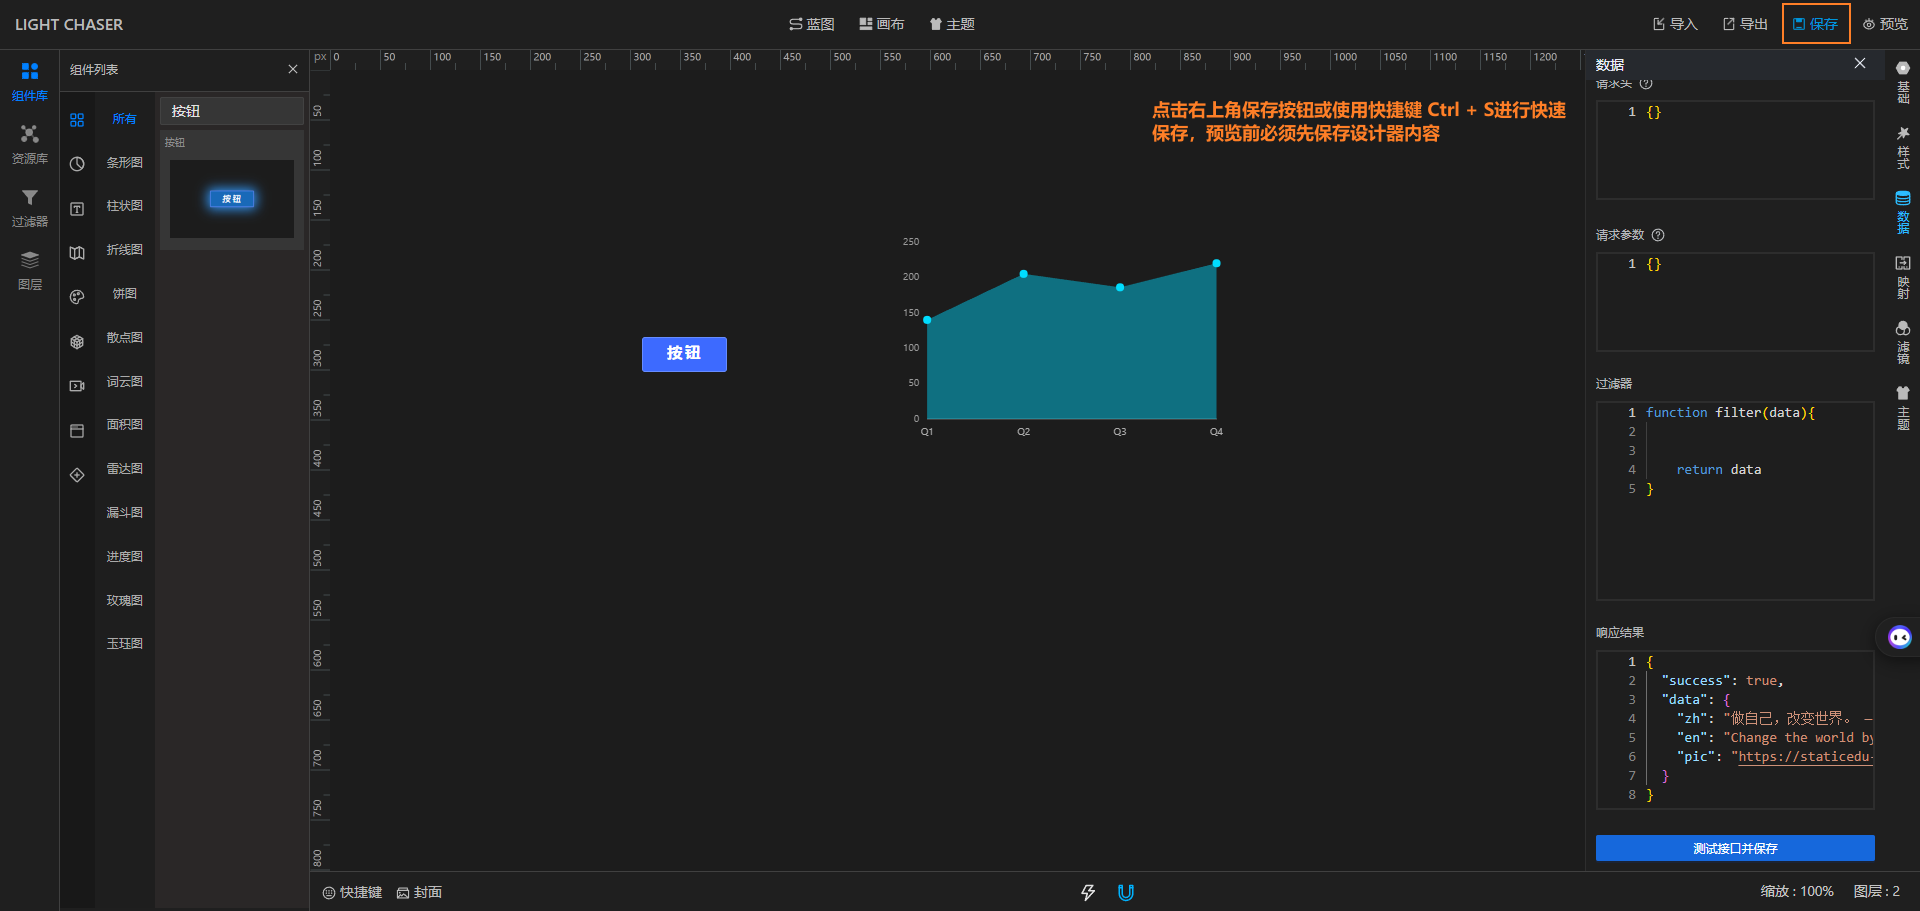 LIGHT CHASER
蓝图
画布
主题
导入
导出
保存
预览
组件库
资源库
过滤器
图层
组件列表
所有
条形图
柱状图
折线图
饼图
散点图
词云图
面积图
雷达图
漏斗图
进度图
玫瑰图
玉珏图
按钮
按钮
按钮
px
0 50 100 150 200 250 300 350 400 450 500 550 600 650 700 750 800 850 900 950 1000 1050 1100 1150 1200
50
100
150
200
250
300
350
400
450
500
550
600
650
700
750
800
点击右上角保存按钮或使用快捷键 Ctrl + S进行快速
保存，预览前必须先保存设计器内容
按钮
250
200
150
100
50
0
Q1 Q2 Q3 Q4
数据
请求头
1 {}
请求参数
1 {}
过滤器
1 function filter(data){
2
3
4 return data
5 }
响应结果
1 {
2 "success": true,
3 "data": {
4 "zh": "做自己，改变世界。 —
5 "en": "Change the world by
6 "pic": "https://staticedu-
7 }
8 }
测试接口并保存
基础
样式
数据
映射
滤镜
主题
快捷键
封面
缩放 : 100%
图层 : 2